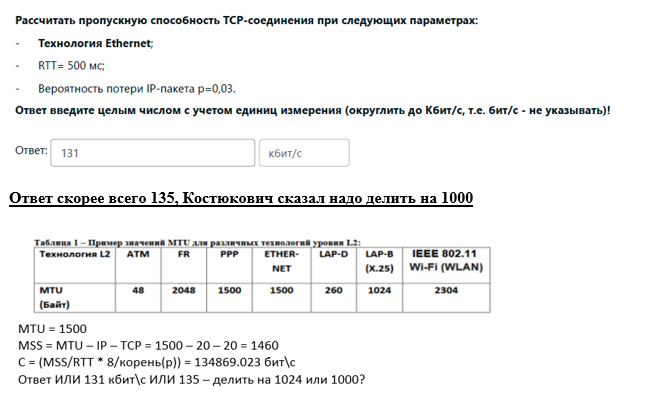 Рассчитать пропускную способность TCP-соединения при следующих параметрах:
- Технология Ethernet;
- RTT= 500 мс;
- Вероятность потери IP-пакета p=0,03.
Ответ введите целым числом с учетом единиц измерения (округлить до Кбит/с, т.е. бит/с - не указывать)!
Ответ: 131 кбит/с
Ответ скорее всего 135, Костюкович сказал надо делить на 1000
Таблица 1 – Пример значений MTU для различных технологий уровня L2:
Технология L2 ATM FR PPP ETHER- LAP-D LAP-B IEEE 802.11
NET (X.25) Wi-Fi (WLAN)
MTU 48 2048 1500 1500 260 1024 2304
(Байт)
MTU = 1500
MSS = MTU – IP – TCP = 1500 – 20 – 20 = 1460
C = (MSS/RTT * 8/корень(p)) = 134869.023 бит\с
Ответ ИЛИ 131 кбит\с ИЛИ 135 – делить на 1024 или 1000?